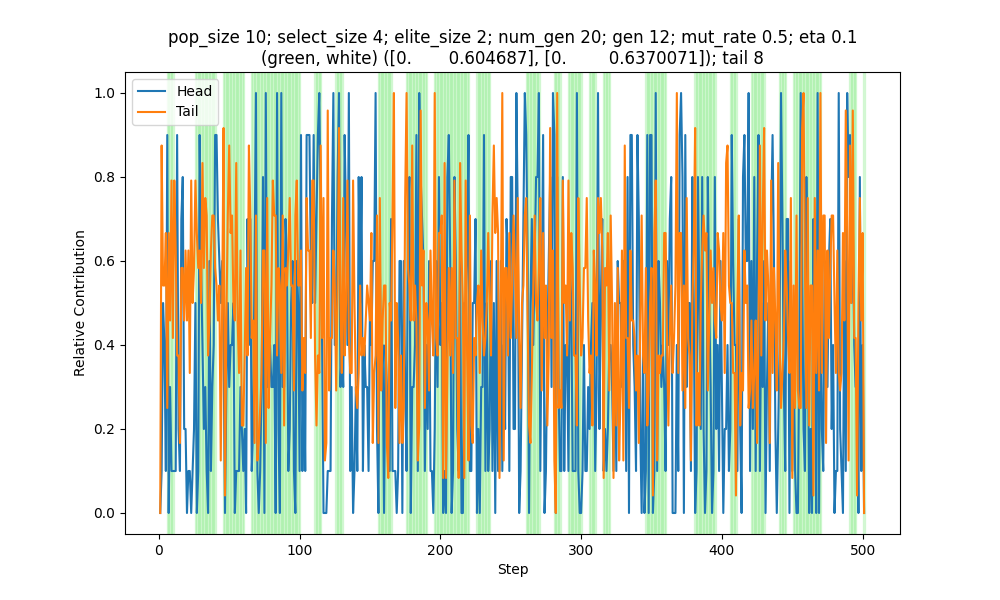 pop_size 10; select_size 4; elite_size 2; num_gen 20; gen 12; mut_rate 0.5; eta 0.1
(green, white) ([0. 0.604687], [0. 0.6370071]); tail 8
Head
Tail
1.0
0.8
0.6
0.4
0.2
0.0
Relative Contribution
0 100 200 300 400 500
Step